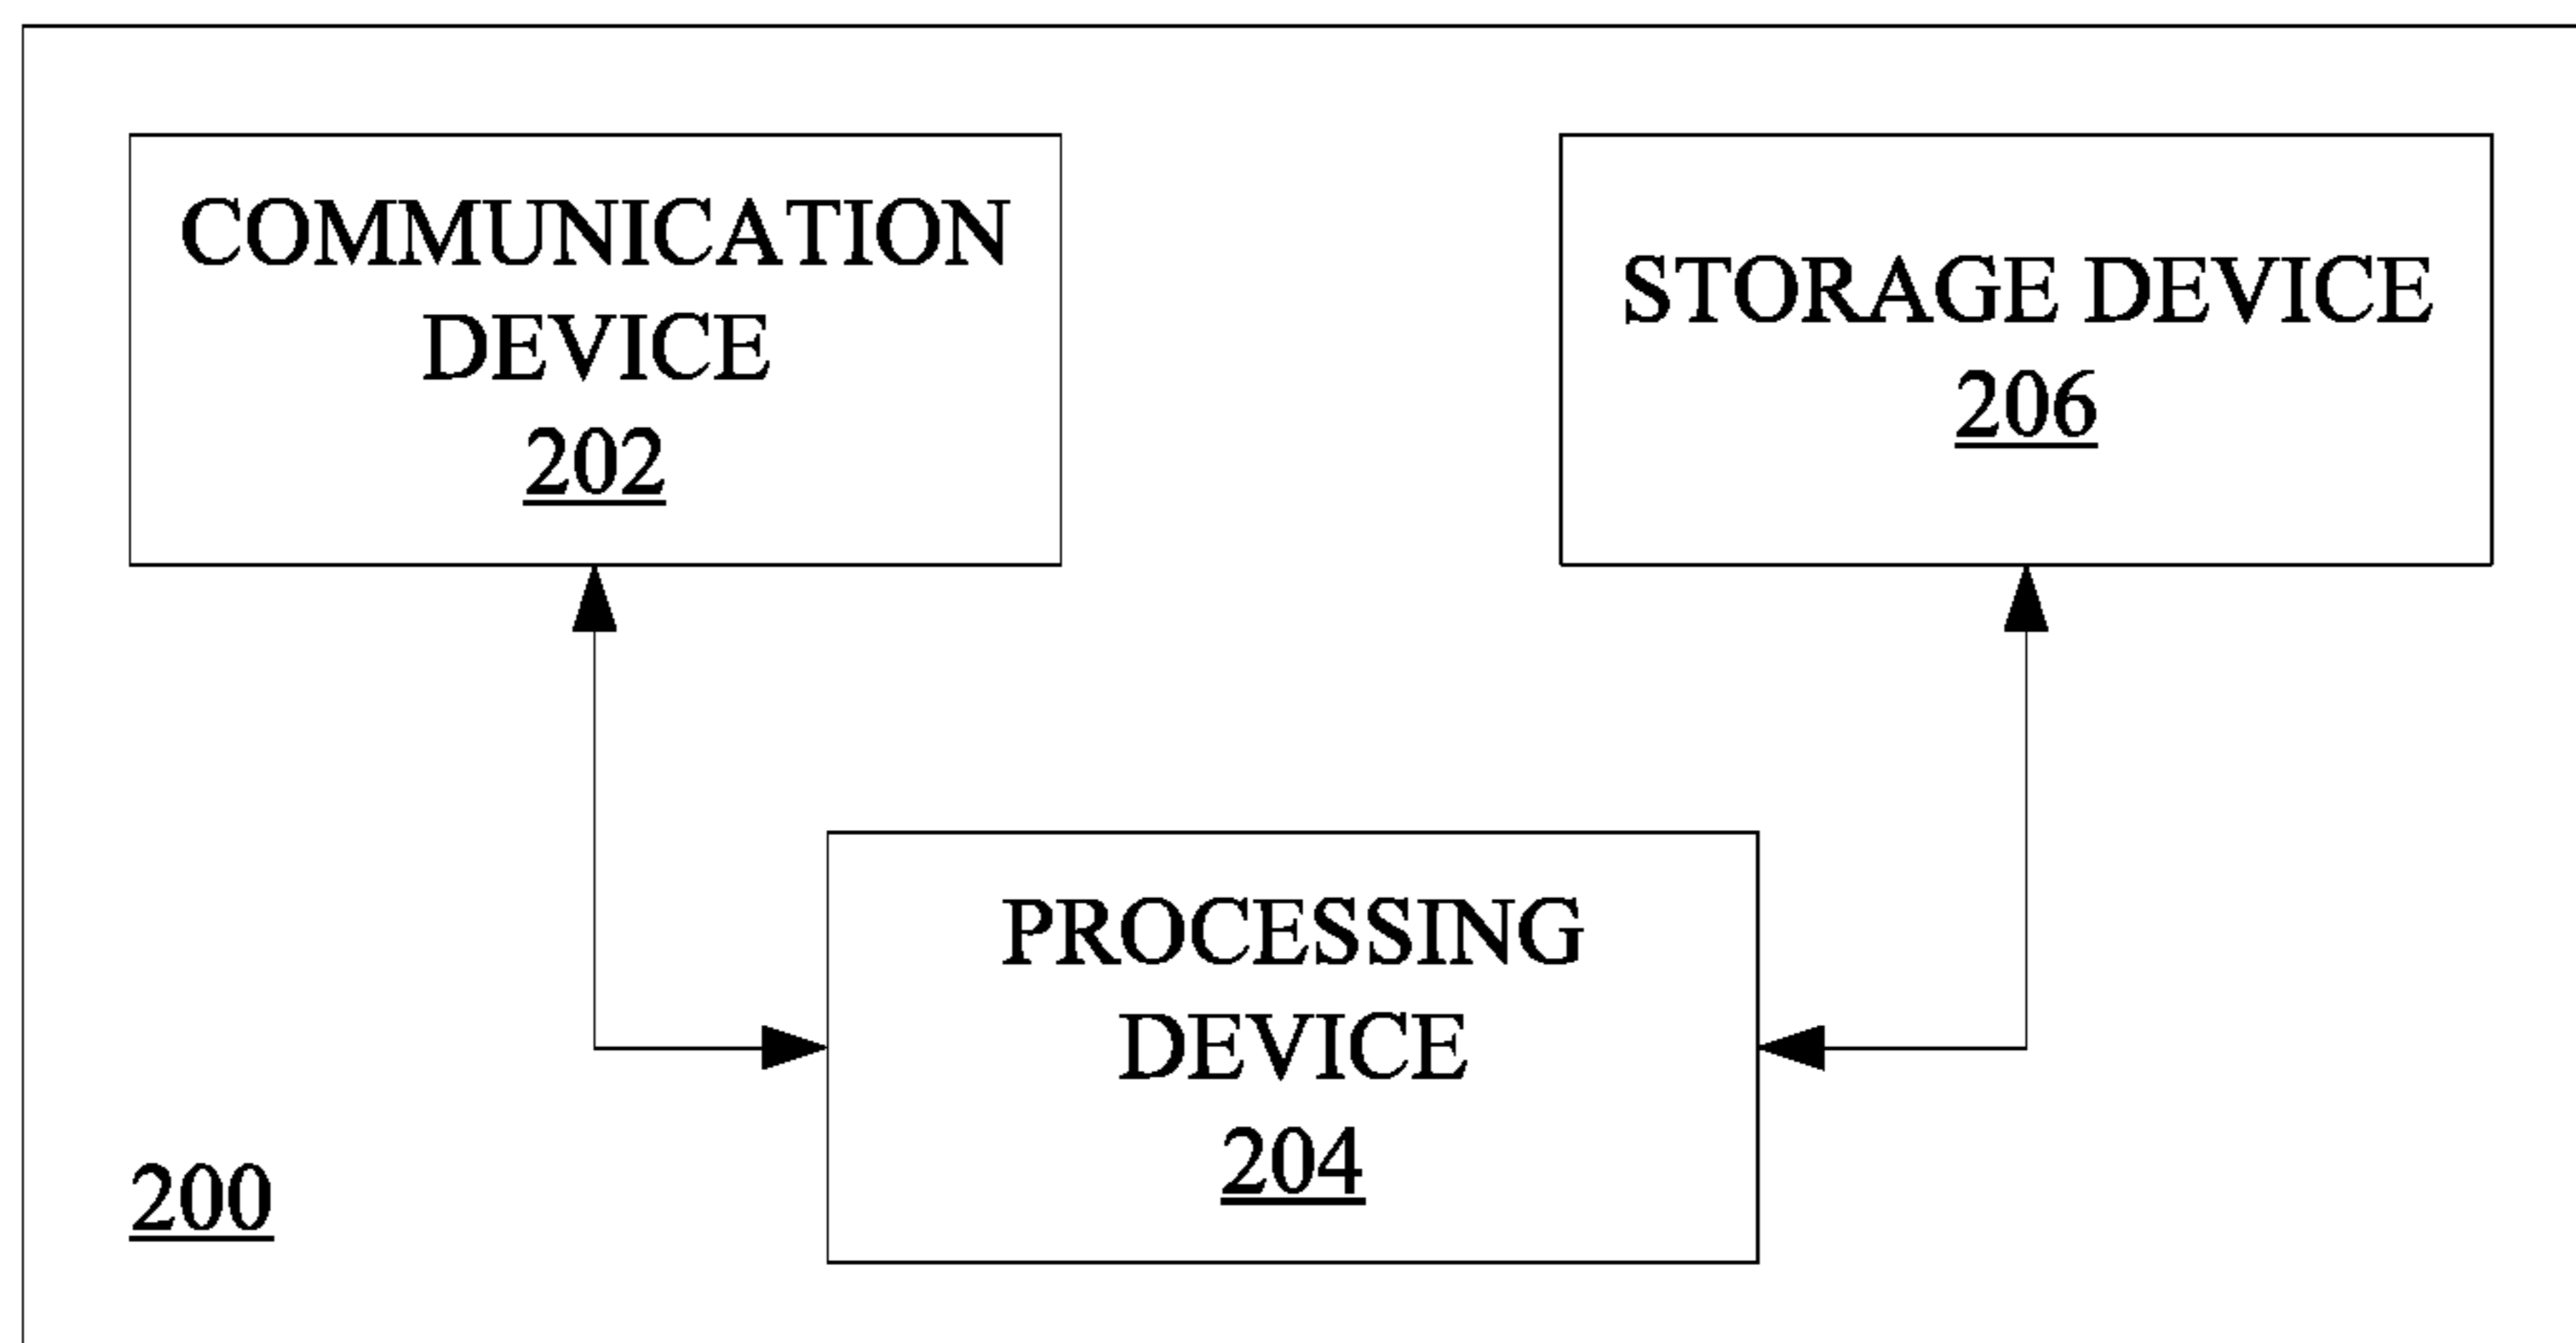 COMMUNICATION
DEVICE
202
STORAGE DEVICE
206
PROCESSING
DEVICE
204
200